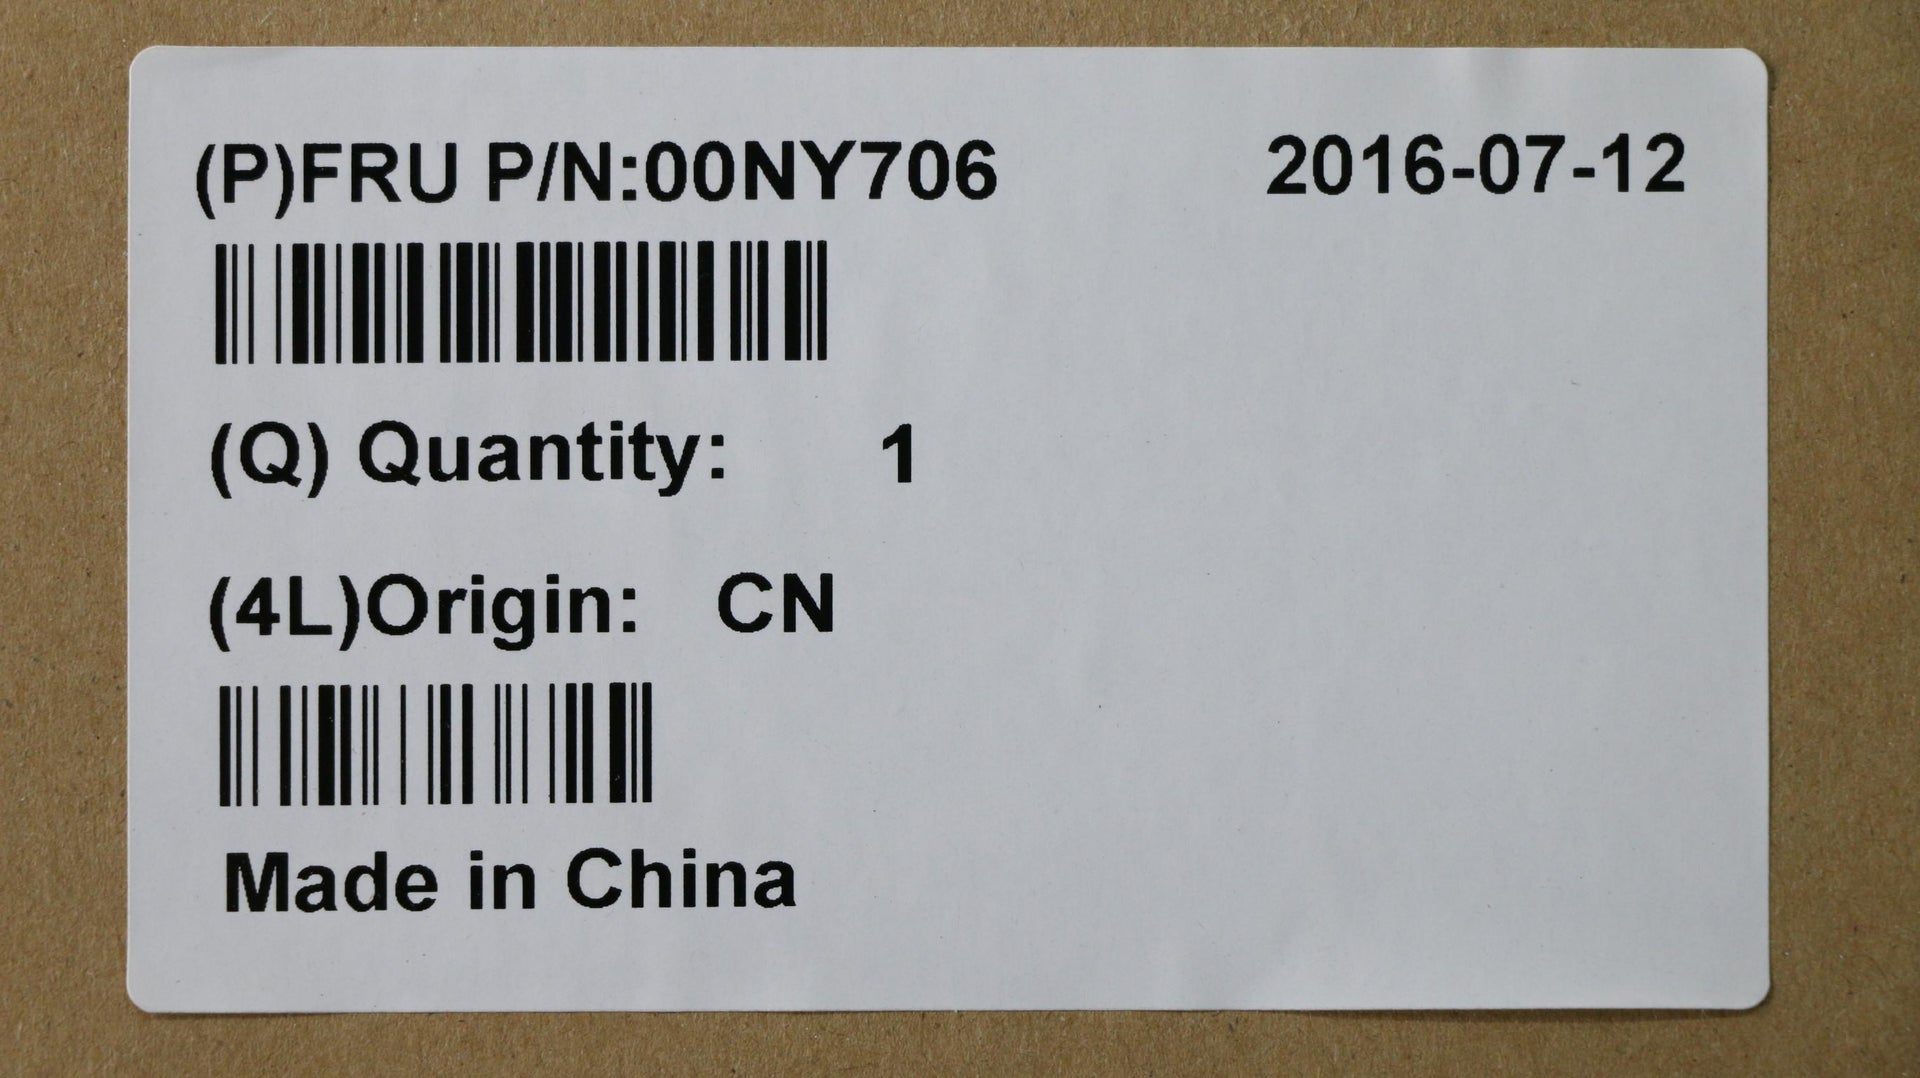 (P)FRU P/N:00NY706 2016-07-12
(Q) Quantity: 1
(4L)Origin: CN
Made in China